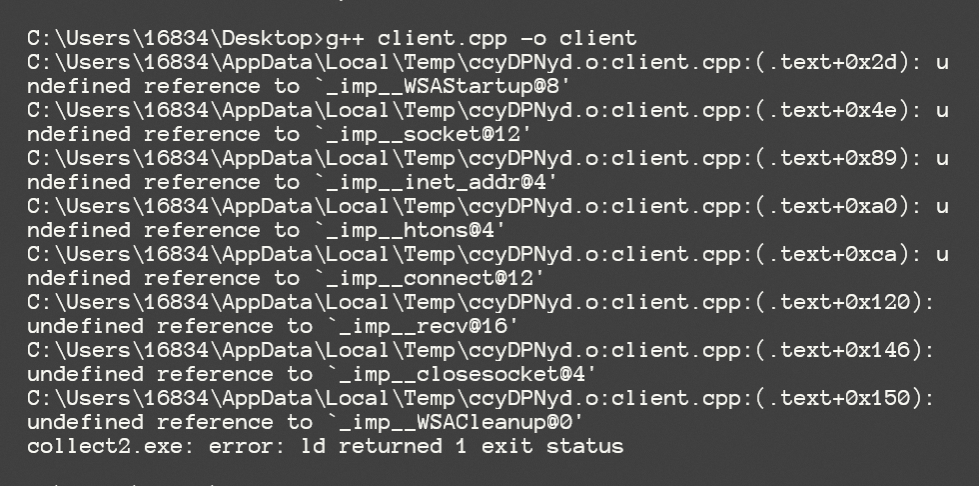 C:\Users\16834\Desktop>g++ client.cpp -o client
C:\Users\16834\AppData\Local\Temp\ccyDPNyd.o:client.cpp:(.text+0x2d): u
ndefined reference to `_imp__WSAStartup@8'
C:\Users\16834\AppData\Local\Temp\ccyDPNyd.o:client.cpp:(.text+0x4e): u
ndefined reference to `_imp__socket@12'
C:\Users\16834\AppData\Local\Temp\ccyDPNyd.o:client.cpp:(.text+0x89): u
ndefined reference to `_imp__inet_addr@4'
C:\Users\16834\AppData\Local\Temp\ccyDPNyd.o:client.cpp:(.text+0xa0): u
ndefined reference to `_imp__htons@4'
C:\Users\16834\AppData\Local\Temp\ccyDPNyd.o:client.cpp:(.text+0xca): u
ndefined reference to `_imp__connect@12'
C:\Users\16834\AppData\Local\Temp\ccyDPNyd.o:client.cpp:(.text+0x120):
undefined reference to `_imp__recv@16'
C:\Users\16834\AppData\Local\Temp\ccyDPNyd.o:client.cpp:(.text+0x146):
undefined reference to `_imp__closesocket@4'
C:\Users\16834\AppData\Local\Temp\ccyDPNyd.o:client.cpp:(.text+0x150):
undefined reference to `_imp__WSACleanup@0'
collect2.exe: error: ld returned 1 exit status